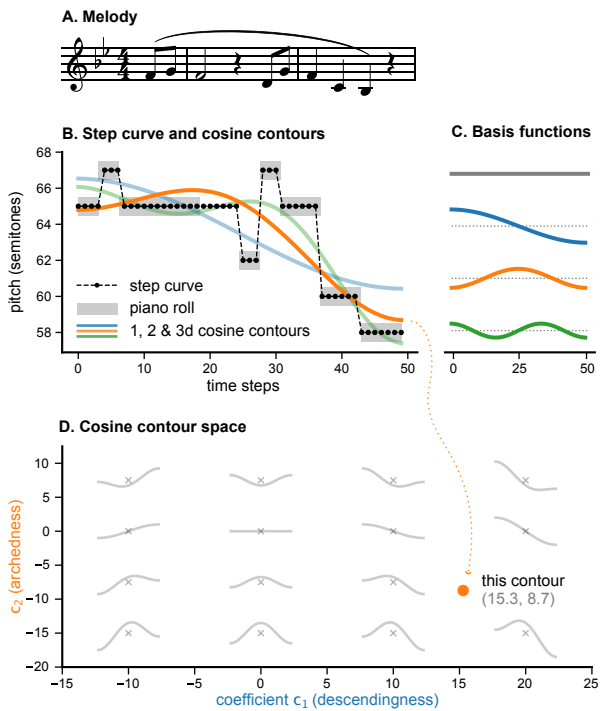 A. Melody
4
4
B. Step curve and cosine contours
C. Basis functions
68
66
64
62
60
58
pitch (semitones)
step curve
piano roll
1, 2 & 3d cosine contours
0 10 20 30 40 50
time steps
0 25 50
D. Cosine contour space
10
5
0
−5
−10
−15
−20
c₂ (archedness)
this contour
(15.3, 8.7)
−15 −10 −5 0 5 10 15 20 25
coefficient c₁ (descendingness)